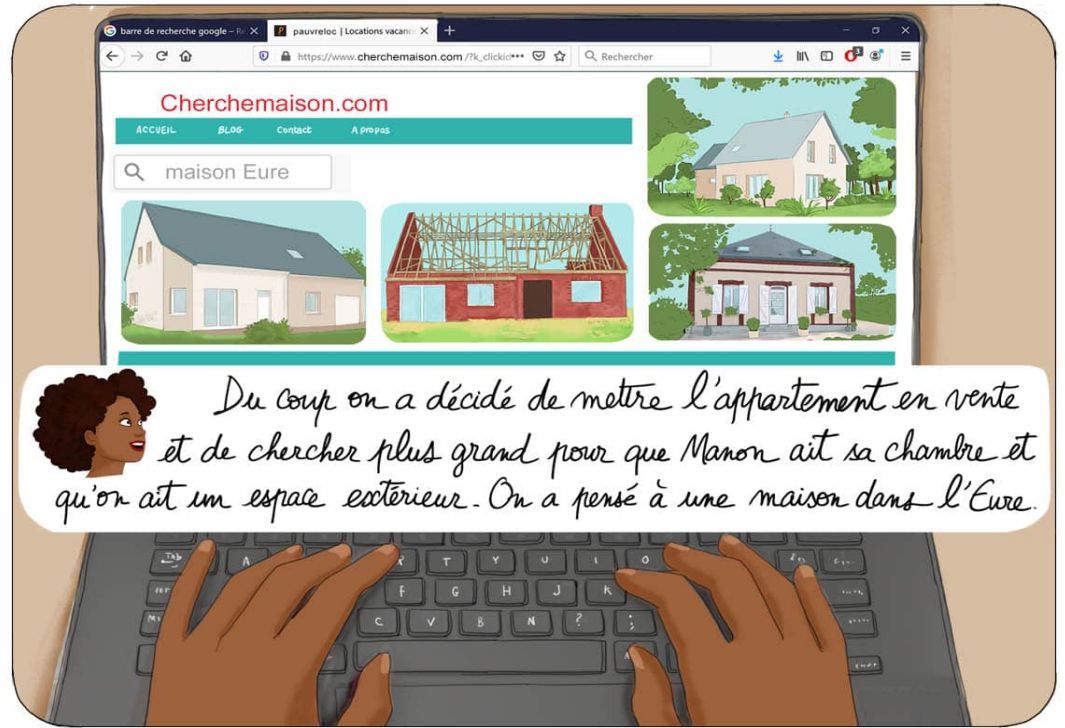 barre de recherche google – R
pauvreloc | Locations vacanc
https://www.cherchemaison.com/?k_clickid•••
Rechercher
3
Cherchemaison.com
ACCUEIL BLOG Contact A propos
maison Eure
Du coup on a décidé de mettre l'appartement en vente
et de chercher plus grand pour que Manon ait sa chambre et
qu'on ait un espace extérieur. On a pensé à une maison dans l'Eure.
Tab A R T Y U I O
F G H J K
C V B N ? ;